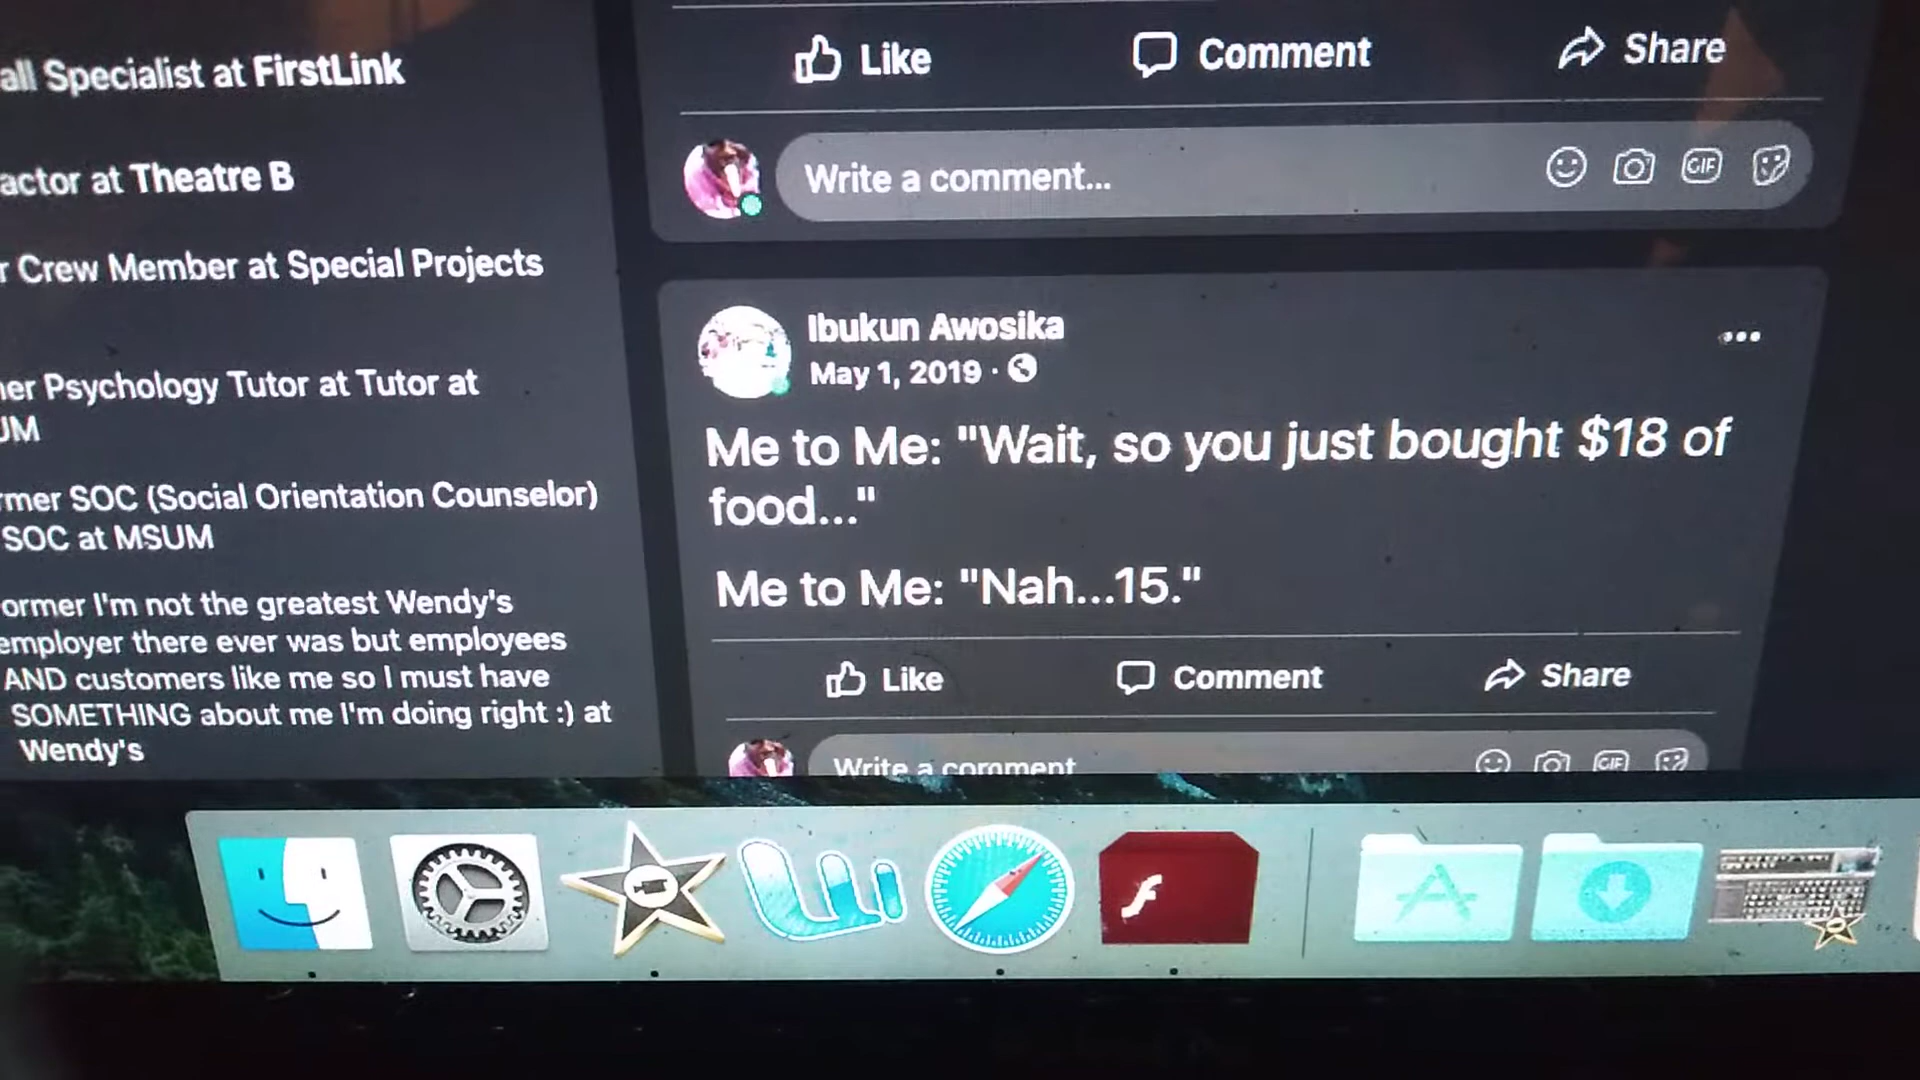 all Specialist at FirstLink
actor at Theatre B
r Crew Member at Special Projects
er Psychology Tutor at Tutor at
UM
mer SOC (Social Orientation Counselor)
SOC at MSUM
ormer I'm not the greatest Wendy's
employer there ever was but employees
AND customers like me so I must have
SOMETHING about me I'm doing right :) at
Wendy's
Like Comment Share
Write a comment...
GIF
Ibukun Awosika
May 1, 2019 ·
Me to Me: "Wait, so you just bought $18 of
food..."
Me to Me: "Nah...15."
Like Comment Share
Write a comment
GIF